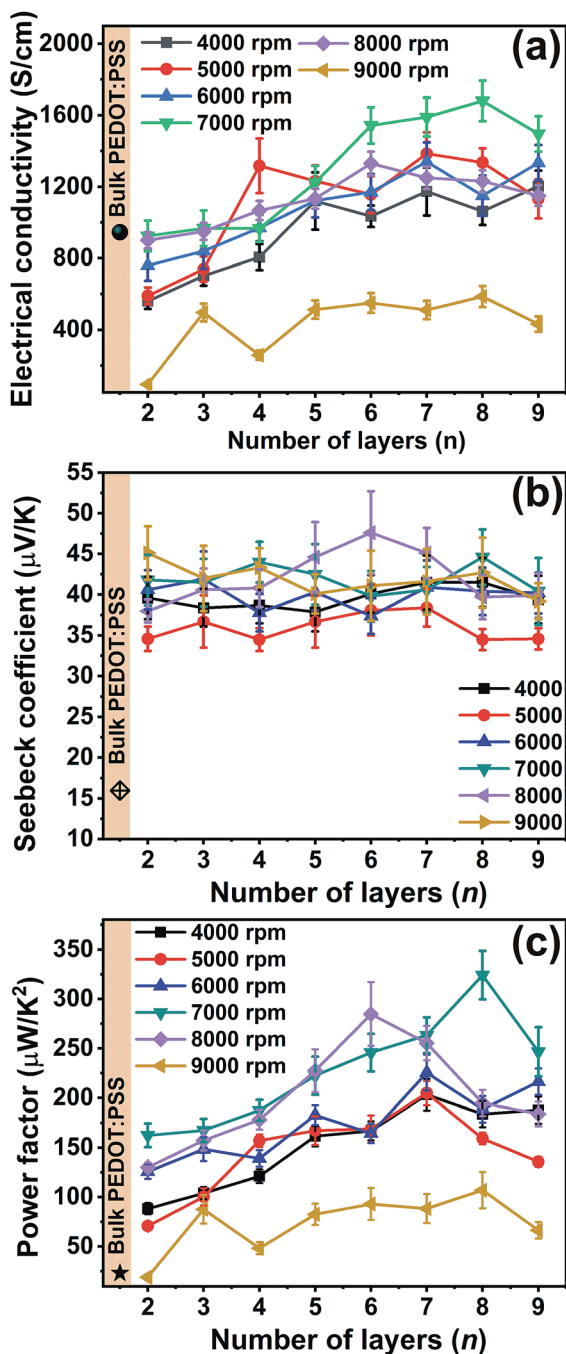 (a)
4000 rpm
5000 rpm
6000 rpm
7000 rpm
8000 rpm
9000 rpm
Bulk PEDOT:PSS
Electrical conductivity (S/cm)
2000
1600
1200
800
400
2 3 4 5 6 7 8 9
Number of layers (n)
(b)
Bulk PEDOT:PSS
Seebeck coefficient (μV/K)
55
50
45
40
35
30
25
20
15
10
4000
5000
6000
7000
8000
9000
2 3 4 5 6 7 8 9
Number of layers (n)
(c)
4000 rpm
5000 rpm
6000 rpm
7000 rpm
8000 rpm
9000 rpm
Bulk PEDOT:PSS
Power factor (μW/K²)
350
300
250
200
150
100
50
2 3 4 5 6 7 8 9
Number of layers (n)